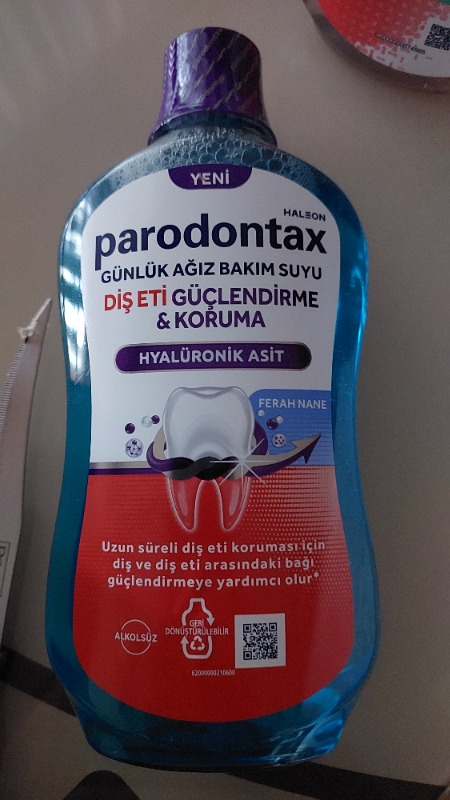 YENİ
HALEON
parodontax
GÜNLÜK AĞIZ BAKIM SUYU
DİŞ ETİ GÜÇLENDİRME
& KORUMA
HYALÜRONİK ASİT
FERAH NANE
Uzun süreli diş eti koruması için
diş ve diş eti arasındaki bağı
güçlendirmeye yardımcı olur*
ALKOLSÜZ
GERİ
DÖNÜŞTÜRÜLEBİLİR